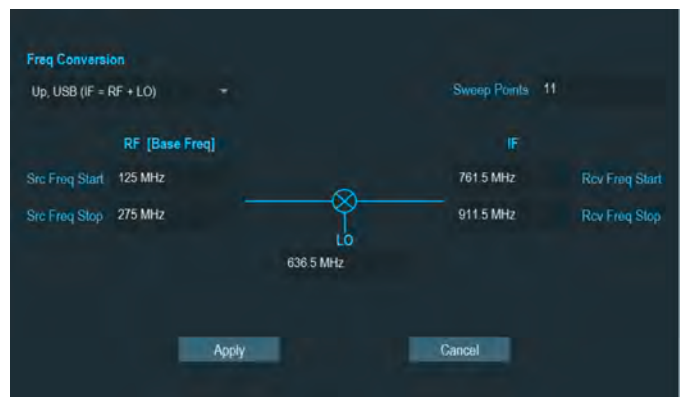 Freq Conversion
Up, USB (IF = RF + LO) Sweep Points 11
RF [Base Freq] IF
Src Freq Start 125 MHz 761.5 MHz Rcv Freq Start
Src Freq Stop 275 MHz 911.5 MHz Rcv Freq Stop
LO
636.5 MHz
Apply Cancel